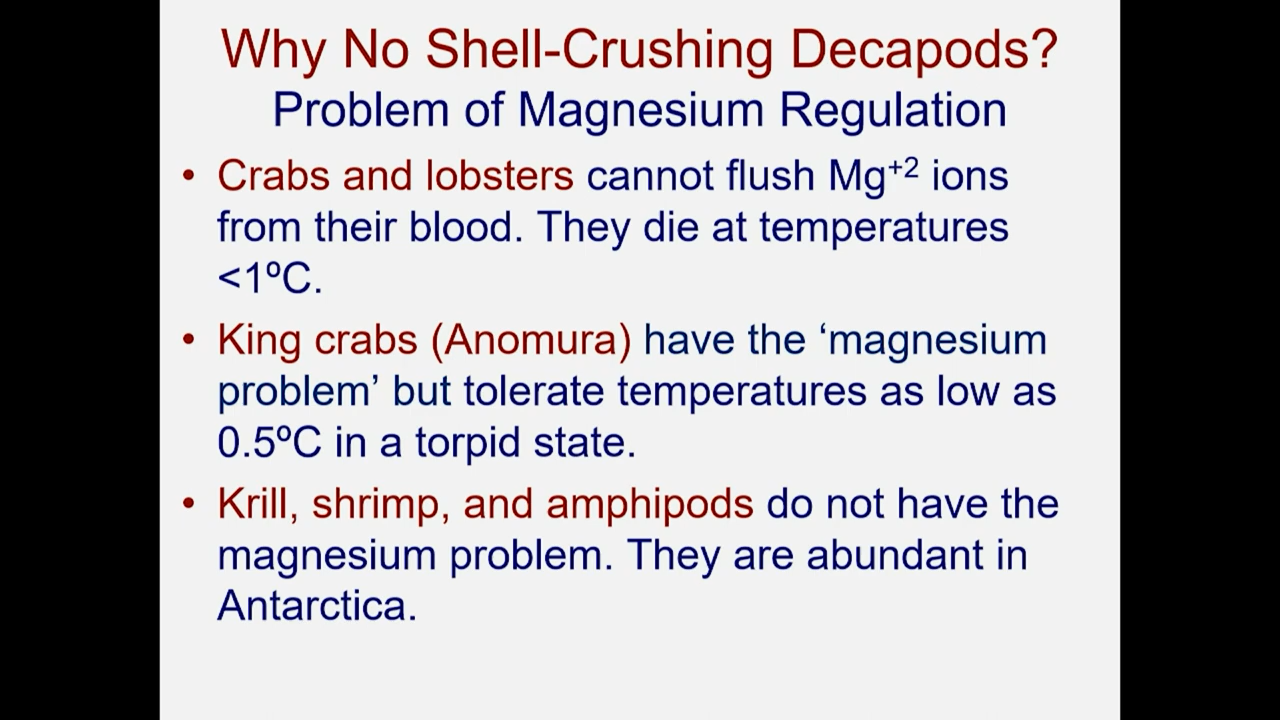 Why No Shell-Crushing Decapods?
Problem of Magnesium Regulation
• Crabs and lobsters cannot flush Mg⁺² ions
from their blood. They die at temperatures
<1ºC.
• King crabs (Anomura) have the ‘magnesium
problem’ but tolerate temperatures as low as
0.5ºC in a torpid state.
• Krill, shrimp, and amphipods do not have the
magnesium problem. They are abundant in
Antarctica.